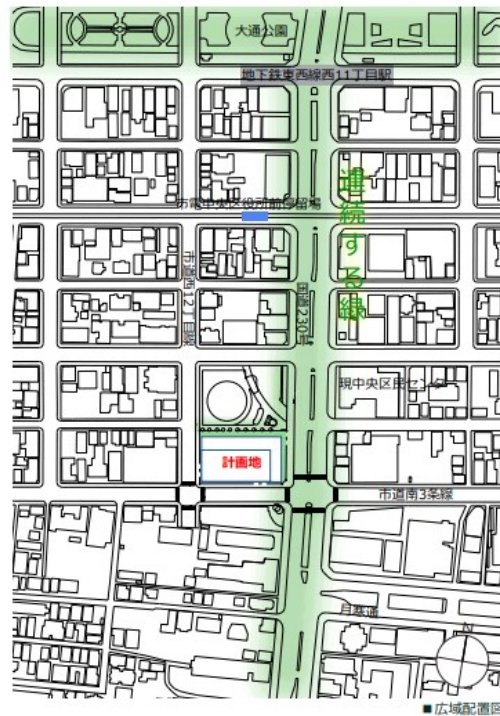 大通公園
地下鉄東西線西11丁目駅
連続する緑
市電中央区役所前停留場
市道西12丁目線
国道230号
現中央区民センター
計画地
市道南3条線
月寒通
N
■広域配置図